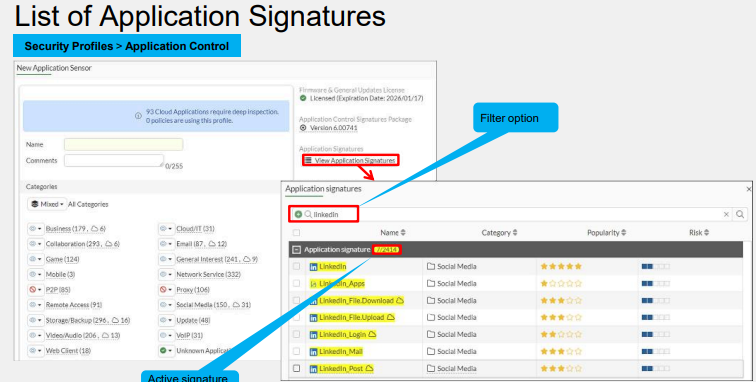 List of Application Signatures
Security Profiles > Application Control
New Application Sensor
Firmware & General Updates License
Licensed (Expiration Date: 2026/01/17)
93 Cloud Applications require deep inspection.
0 policies are using this profile.
Application Control Signatures Package
Version 6.00741
Name
Comments
0/255
Application Signatures
View Application Signatures
Filter option
Categories
Mixed All Categories
Business (179, 6)
Cloud/IT (31)
Collaboration (293, 6)
Email (87, 12)
Game (124)
General Interest (241, 9)
Mobile (3)
Network Service (332)
P2P (85)
Proxy (106)
Remote Access (91)
Social Media (150, 31)
Storage/Backup (296, 16)
Update (48)
Video/Audio (206, 13)
VoIP (31)
Web Client (18)
Unknown Applic
Application signatures
linkedin
Name Category Popularity Risk
Application signature 7/2414
LinkedIn Social Media
LinkedIn_Apps Social Media
LinkedIn_File.Download Social Media
LinkedIn_File.Upload Social Media
LinkedIn_Login Social Media
LinkedIn_Mail Social Media
LinkedIn_Post Social Media
Active signature